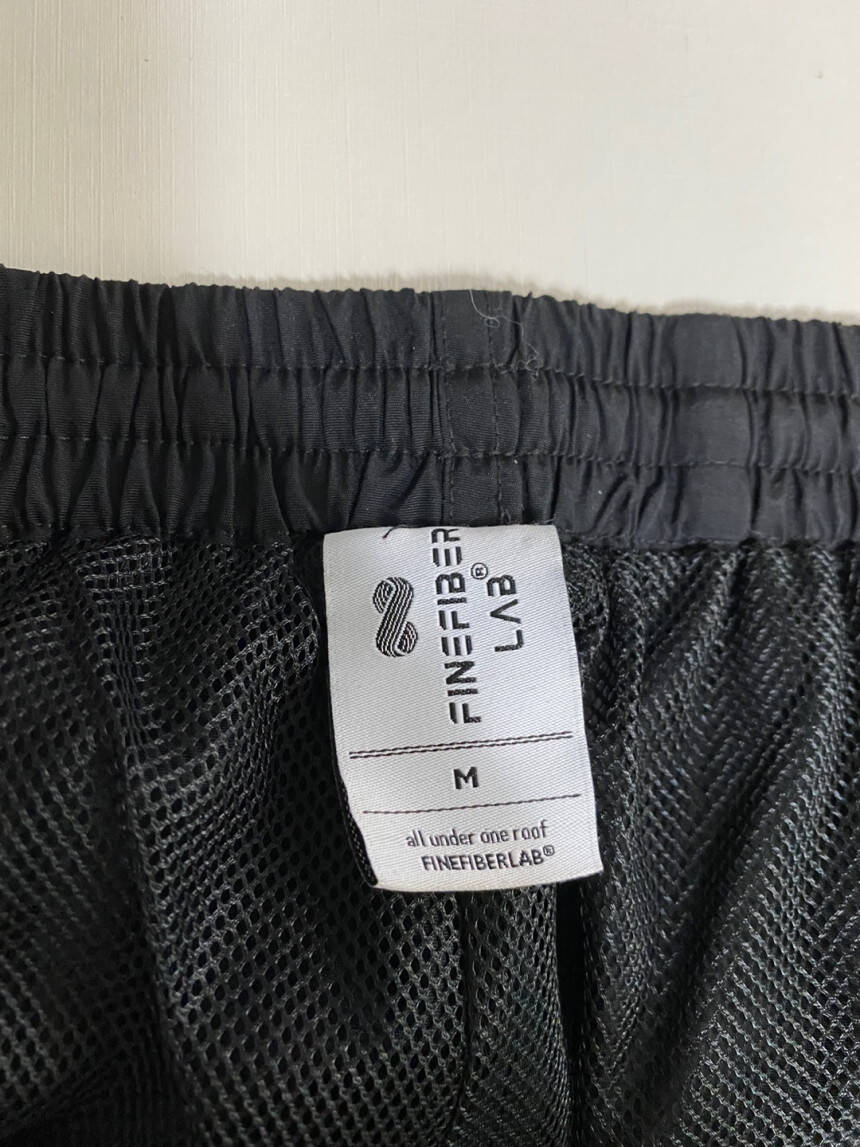 FINEFIBER®
LAB
M
all under one roof
FINEFIBERLAB®